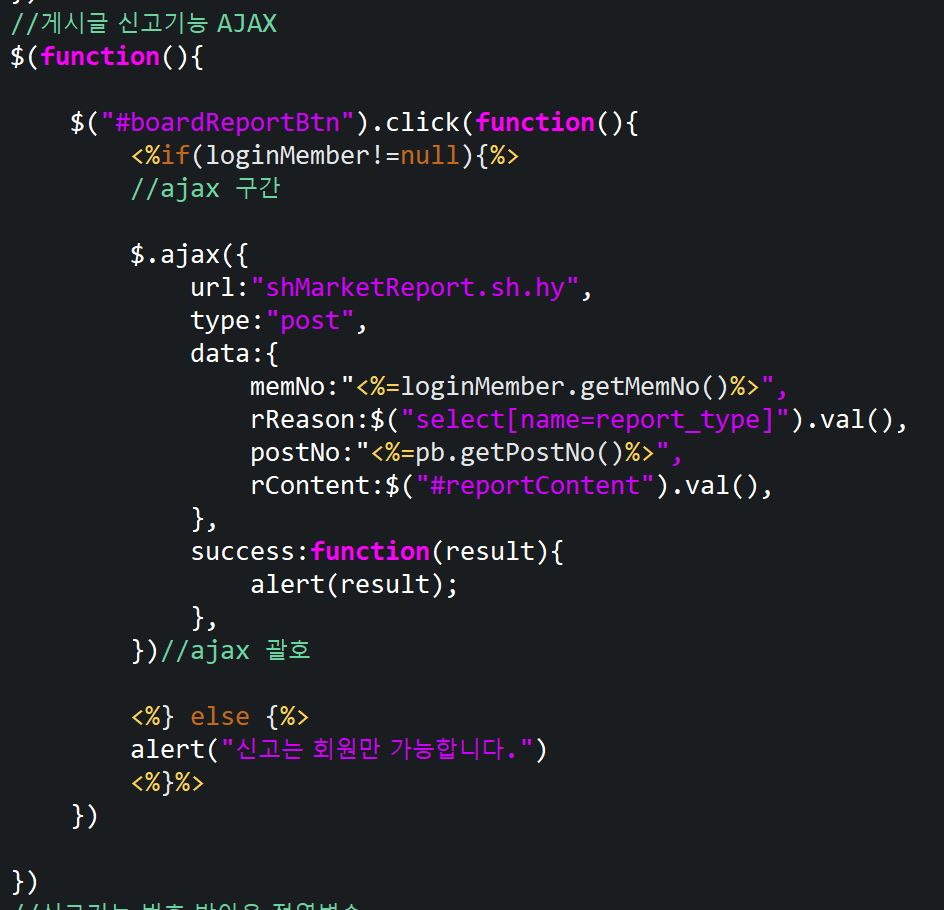 //게시글 신고기능 AJAX
$(function(){
$("#boardReportBtn").click(function(){
<%if(loginMember!=null){%>
//ajax 구간
$.ajax({
url:"shMarketReport.sh.hy",
type:"post",
data:{
memNo:"<%=loginMember.getMemNo()%>",
rReason:$("select[name=report_type]").val(),
postNo:"<%=pb.getPostNo()%>",
rContent:$("#reportContent").val(),
},
success:function(result){
alert(result);
},
})//ajax 괄호
<%} else {%>
alert("신고는 회원만 가능합니다.")
<%}%>
})
})